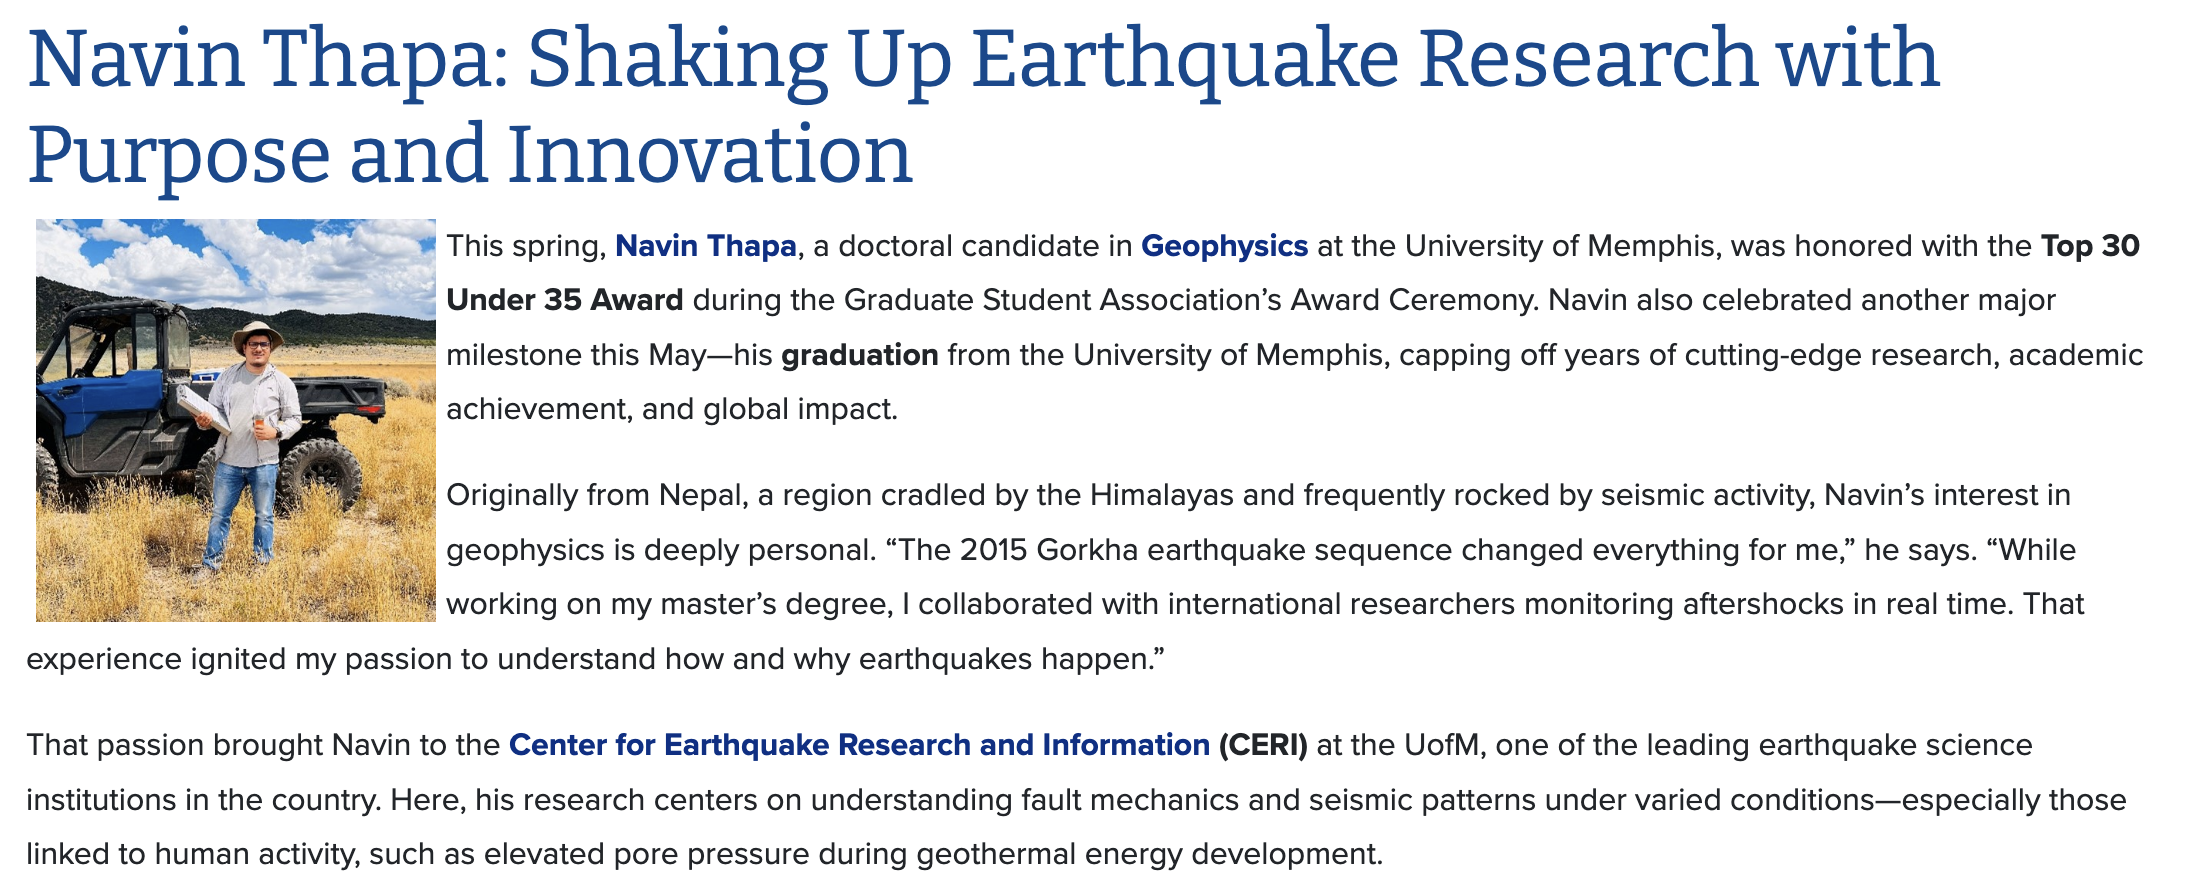 Navin Thapa: Shaking Up Earthquake Research with
Purpose and Innovation
This spring, Navin Thapa, a doctoral candidate in Geophysics at the University of Memphis, was honored with the Top 30
Under 35 Award during the Graduate Student Association’s Award Ceremony. Navin also celebrated another major
milestone this May—his graduation from the University of Memphis, capping off years of cutting-edge research, academic
achievement, and global impact.
Originally from Nepal, a region cradled by the Himalayas and frequently rocked by seismic activity, Navin’s interest in
geophysics is deeply personal. “The 2015 Gorkha earthquake sequence changed everything for me,” he says. “While
working on my master’s degree, I collaborated with international researchers monitoring aftershocks in real time. That
experience ignited my passion to understand how and why earthquakes happen.”
That passion brought Navin to the Center for Earthquake Research and Information (CERI) at the UofM, one of the leading earthquake science
institutions in the country. Here, his research centers on understanding fault mechanics and seismic patterns under varied conditions—especially those
linked to human activity, such as elevated pore pressure during geothermal energy development.